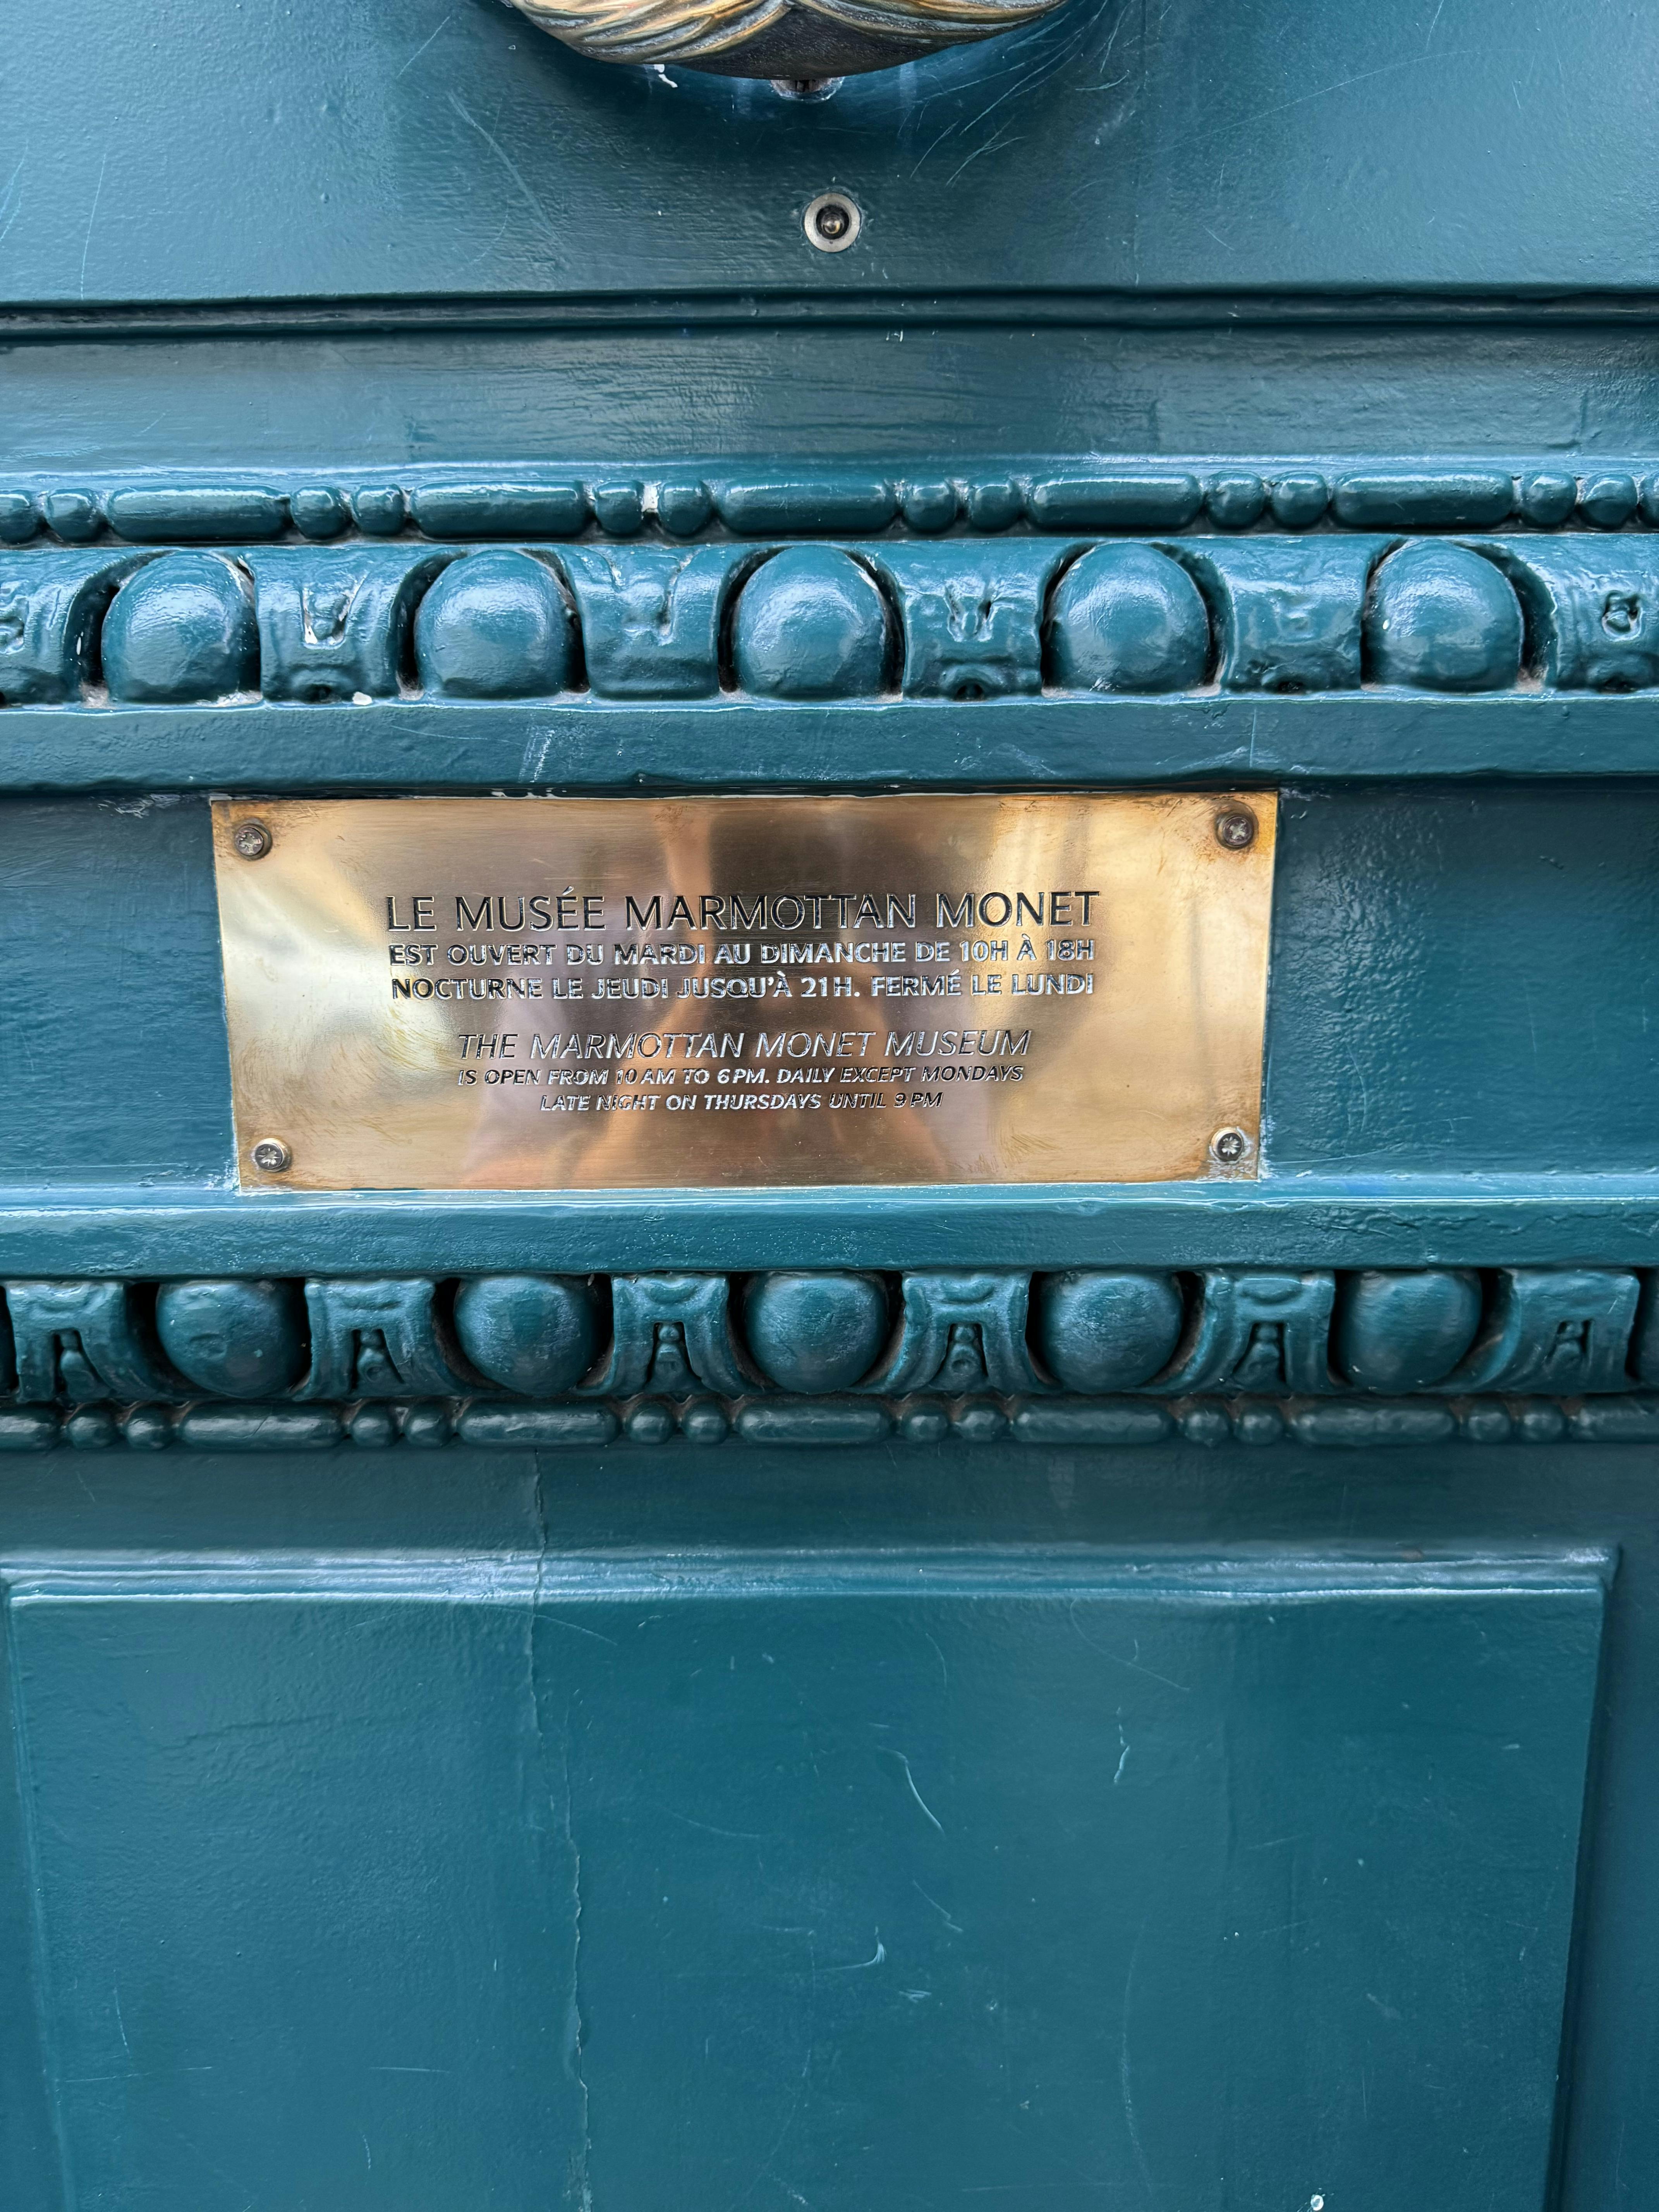 LE MUSÉE MARMOTTAN MONET
EST OUVERT DU MARDI AU DIMANCHE DE 10H À 18H
NOCTURNE LE JEUDI JUSQU'À 21H. FERMÉ LE LUNDI
THE MARMOTTAN MONET MUSEUM
IS OPEN FROM 10 AM TO 6 PM. DAILY EXCEPT MONDAYS
LATE NIGHT ON THURSDAYS UNTIL 9 PM